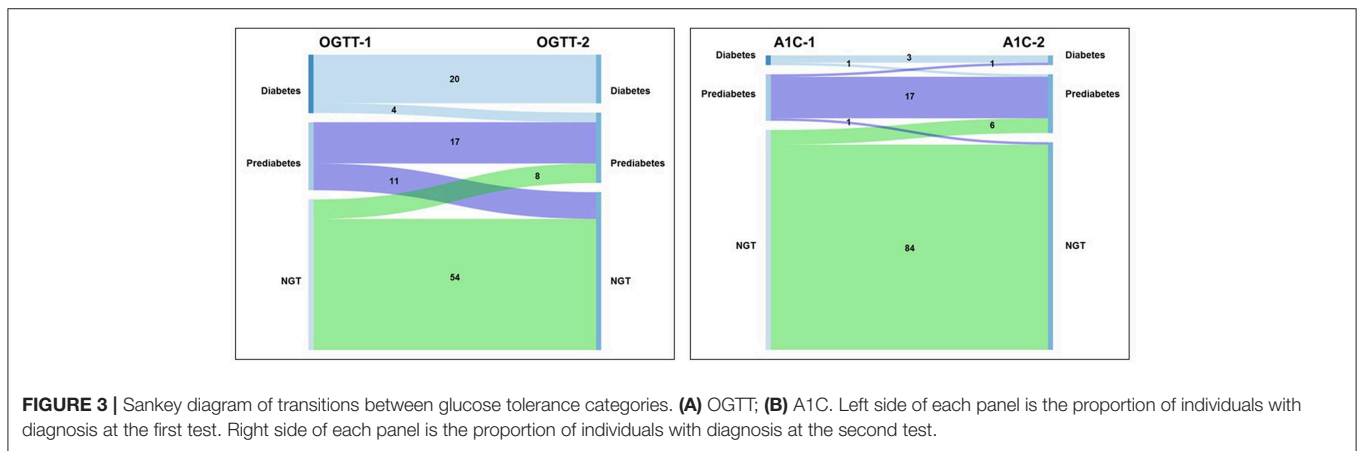 OGTT-1 OGTT-2
20
Diabetes Diabetes
4
17
Prediabetes Prediabetes
11 8
NGT NGT
54
A1C-1 A1C-2
Diabetes 3 Diabetes
1 1
Prediabetes 17 Prediabetes
1 6
NGT 84 NGT
FIGURE 3 | Sankey diagram of transitions between glucose tolerance categories. (A) OGTT; (B) A1C. Left side of each panel is the proportion of individuals with
diagnosis at the first test. Right side of each panel is the proportion of individuals with diagnosis at the second test.